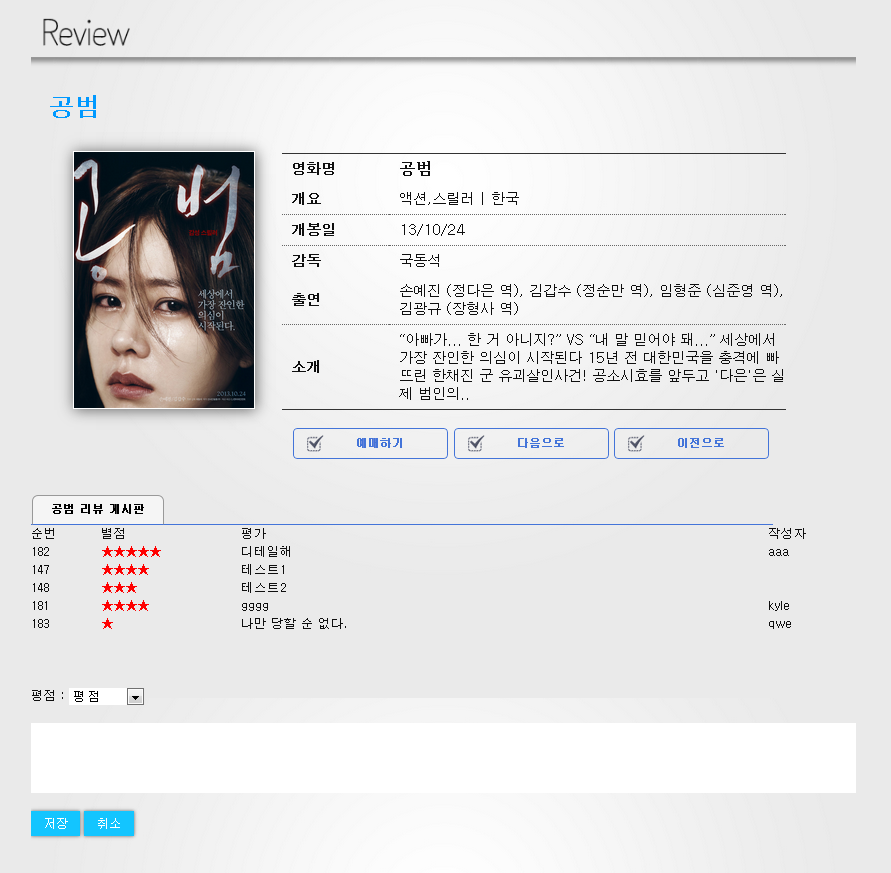 Review
공범
공 범
감성 스릴러
세상에서
가장 잔인한
의심이
시작된다.
2013.10.24
영화명 공범
개요 액션,스릴러 | 한국
개봉일 13/10/24
감독 국동석
출연 손예진 (정다은 역), 김갑수 (정순만 역), 임형준 (심준영 역),
김광규 (장형사 역)
소개 “아빠가... 한 거 아니지?” VS “내 말 믿어야 돼...” 세상에서
가장 잔인한 의심이 시작된다 15년 전 대한민국을 충격에 빠
뜨린 한채진 군 유괴살인사건! 공소시효를 앞두고 '다은'은 실
제 범인의..
예매하기 다음으로 이전으로
공범 리뷰 게시판
순번 별점 평가 작성자
182 ★★★★★ 디테일해 aaa
147 ★★★★ 테스트1
148 ★★★ 테스트2
181 ★★★★ gggg kyle
183 ★ 나만 당할 순 없다. qwe
평점 : 평점
저장 취소